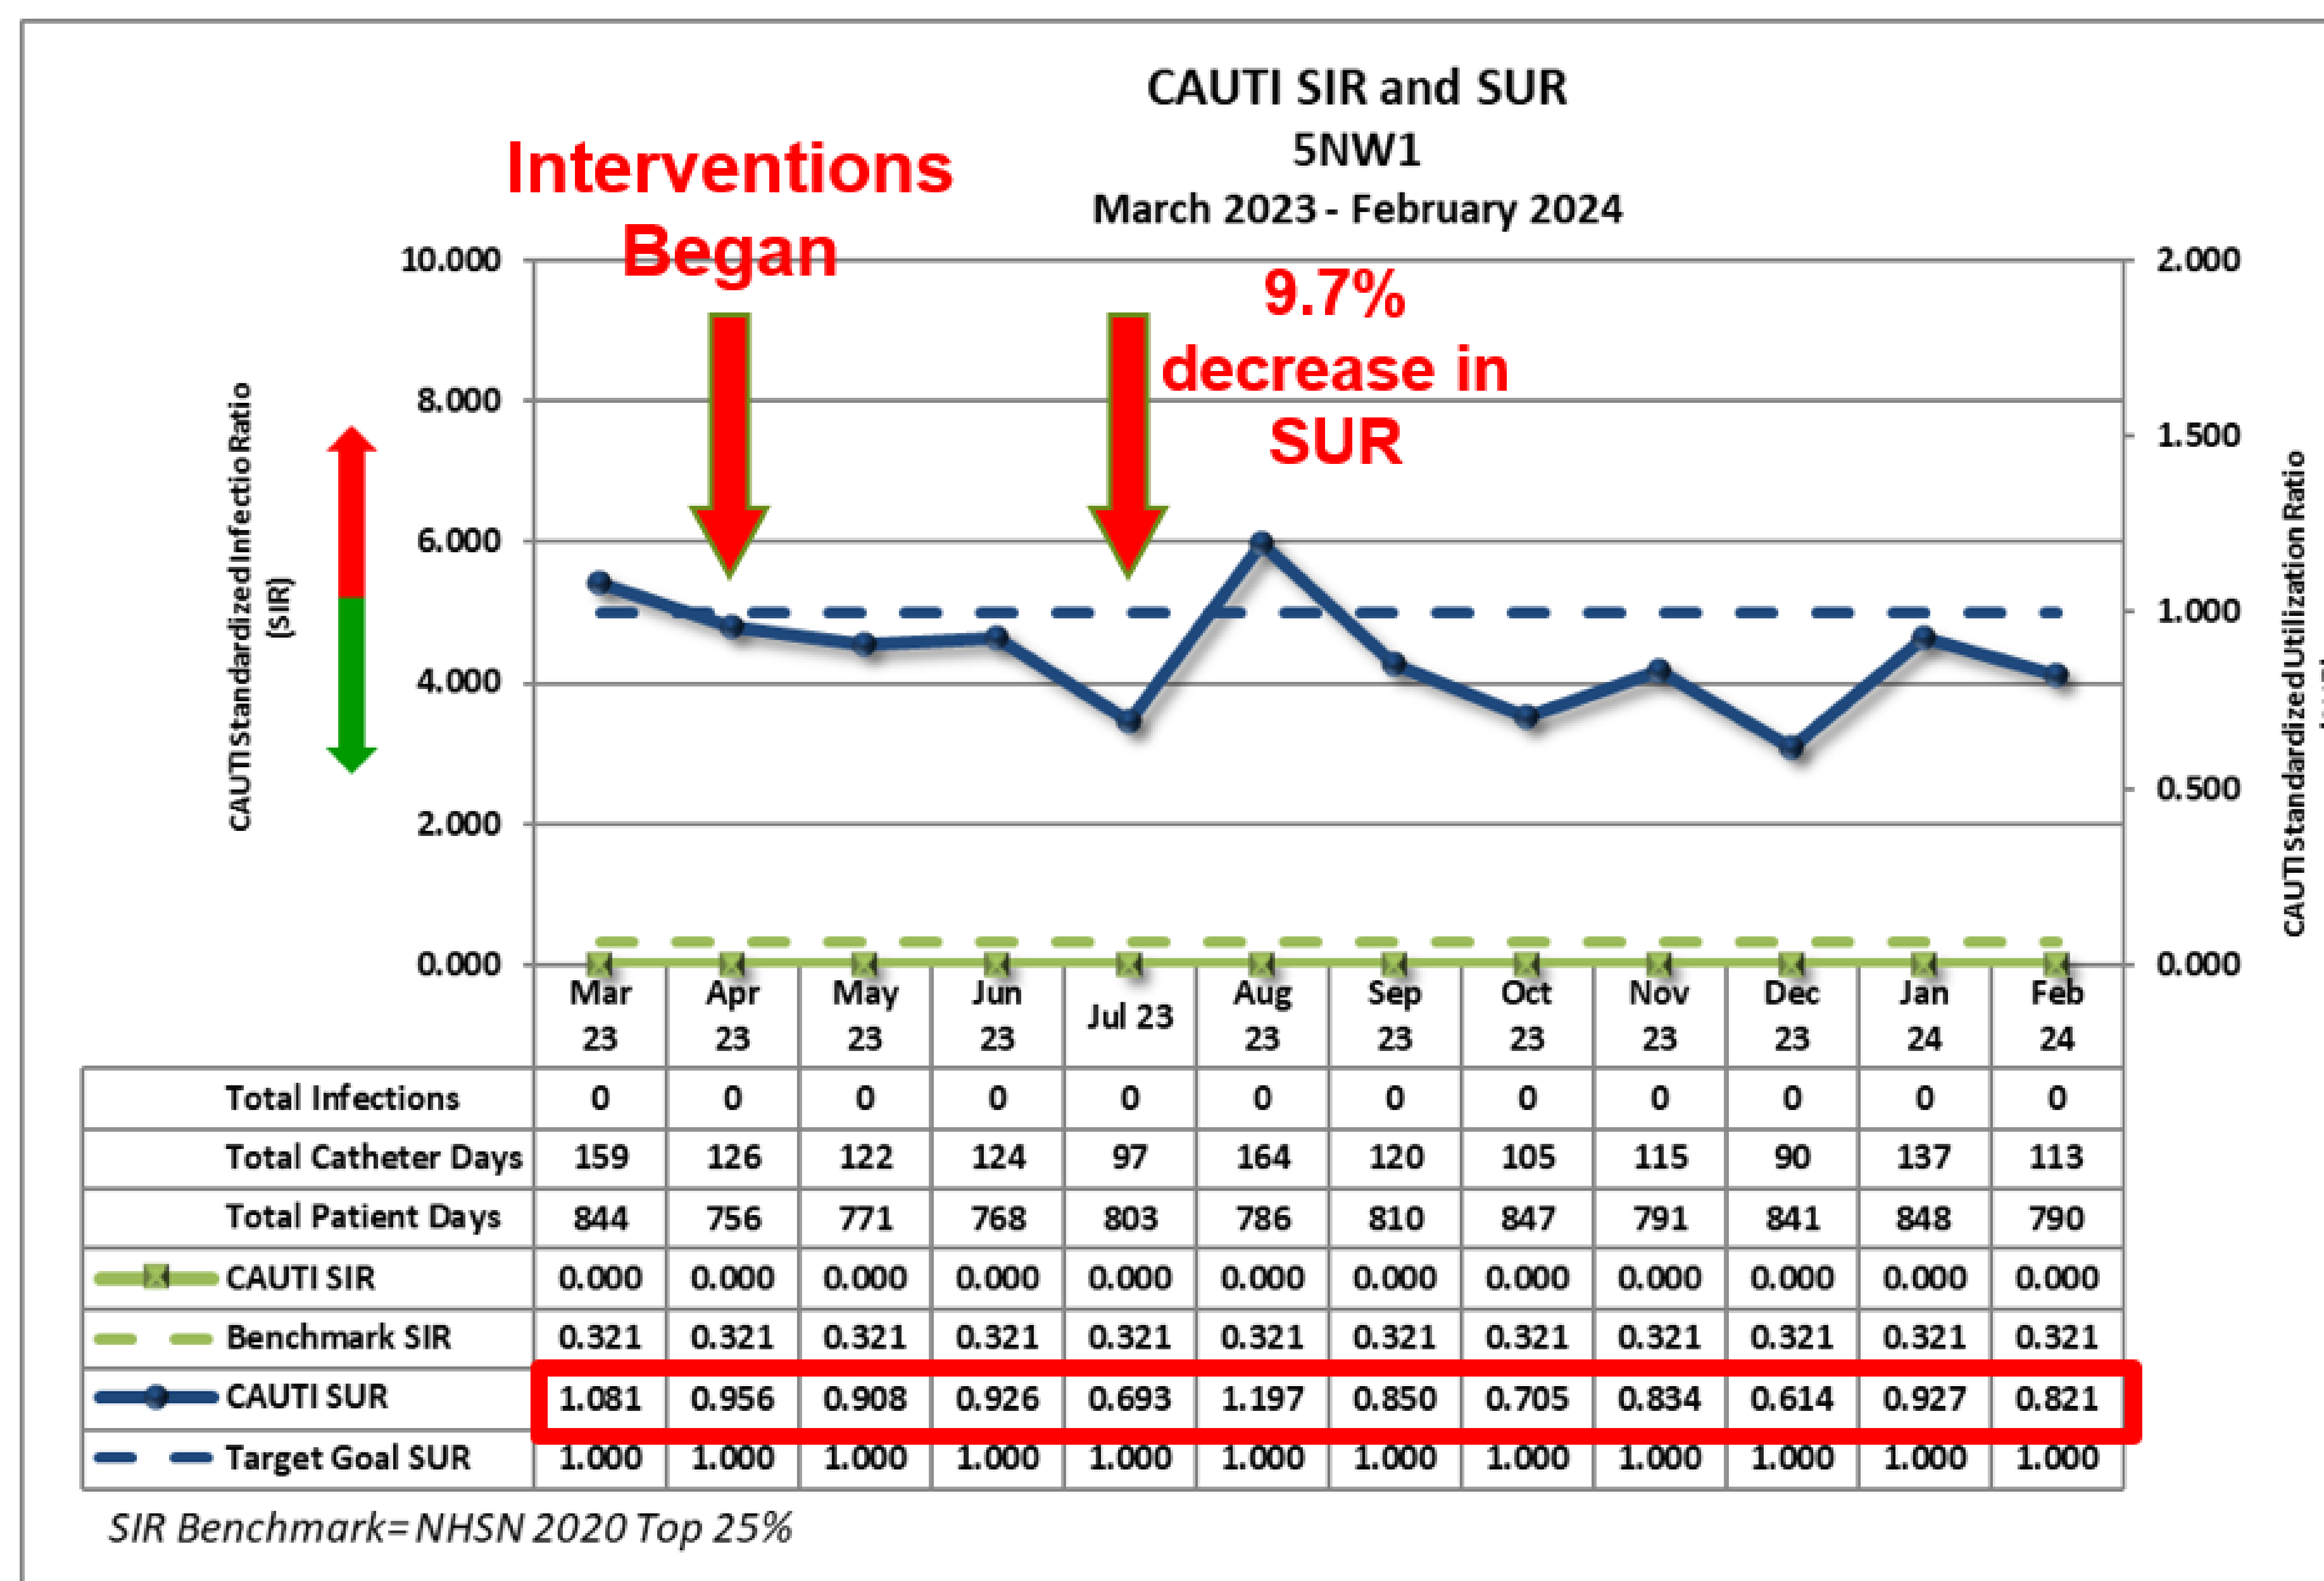 CAUTI SIR and SUR
5NW1
March 2023 - February 2024
Interventions
Began
9.7%
decrease in
SUR
CAUTI Standardized Infectio Ratio
(SIR)
10.000
8.000
6.000
4.000
2.000
0.000
2.000
1.500
1.000
0.500
0.000
CAUTI Standardized Utilization Ratio
Mar 23 Apr 23 May 23 Jun 23 Jul 23 Aug 23 Sep 23 Oct 23 Nov 23 Dec 23 Jan 24 Feb 24
Total Infections 0 0 0 0 0 0 0 0 0 0 0 0
Total Catheter Days 159 126 122 124 97 164 120 105 115 90 137 113
Total Patient Days 844 756 771 768 803 786 810 847 791 841 848 790
CAUTI SIR 0.000 0.000 0.000 0.000 0.000 0.000 0.000 0.000 0.000 0.000 0.000 0.000
Benchmark SIR 0.321 0.321 0.321 0.321 0.321 0.321 0.321 0.321 0.321 0.321 0.321 0.321
CAUTI SUR 1.081 0.956 0.908 0.926 0.693 1.197 0.850 0.705 0.834 0.614 0.927 0.821
Target Goal SUR 1.000 1.000 1.000 1.000 1.000 1.000 1.000 1.000 1.000 1.000 1.000 1.000
SIR Benchmark= NHSN 2020 Top 25%